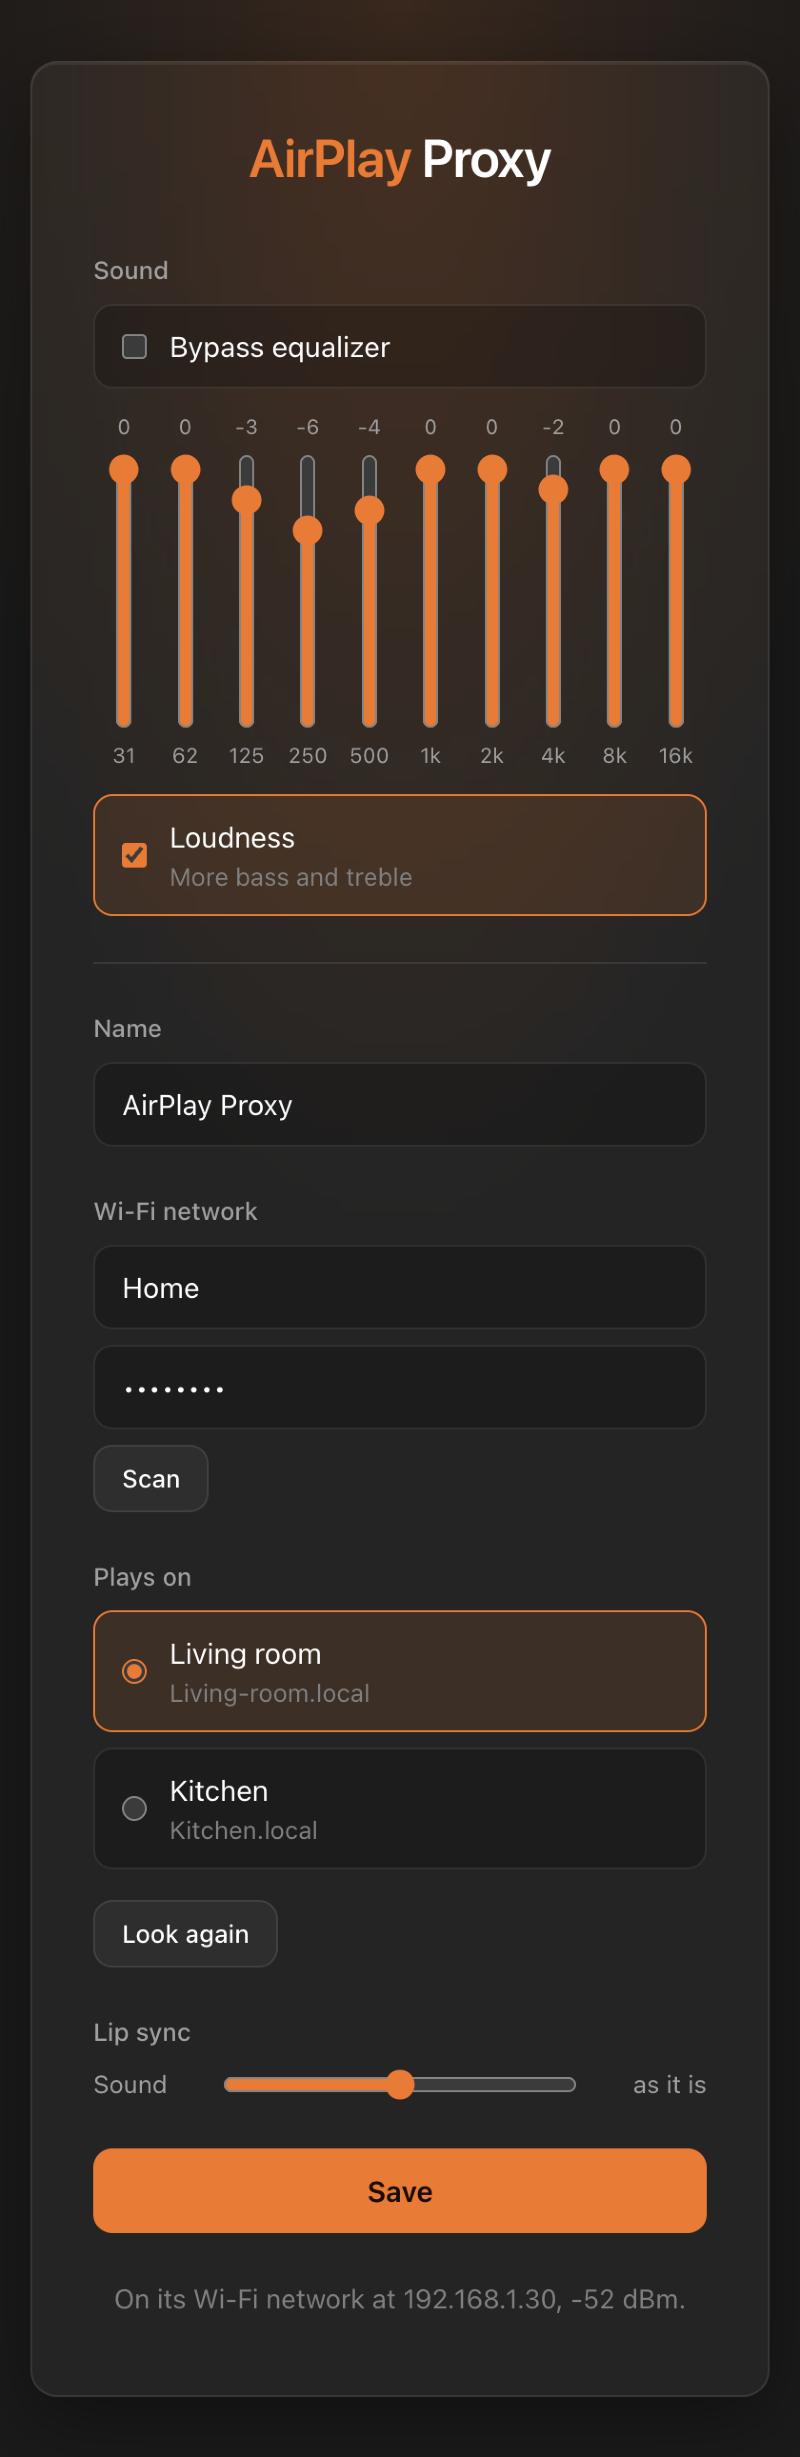 AirPlay Proxy
Sound
Bypass equalizer
0 0 -3 -6 -4 0 0 -2 0 0
31 62 125 250 500 1k 2k 4k 8k 16k
Loudness
More bass and treble
Name
AirPlay Proxy
Wi-Fi network
Home
••••••••
Scan
Plays on
Living room
Living-room.local
Kitchen
Kitchen.local
Look again
Lip sync
Sound as it is
Save
On its Wi-Fi network at 192.168.1.30, -52 dBm.